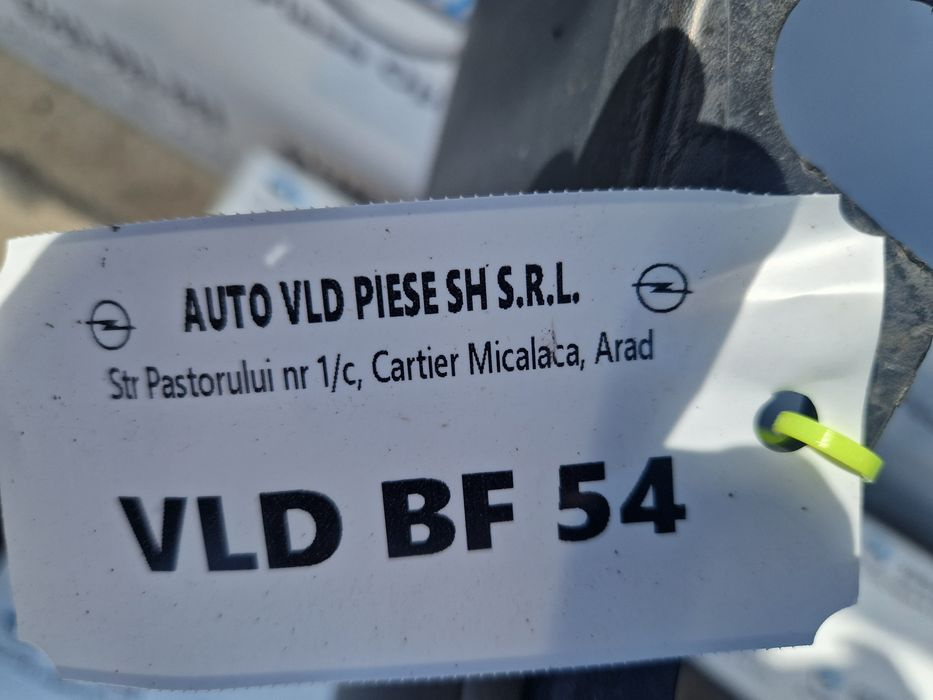 AUTO VLD PIESE SH S.R.L.
Str Pastorului nr 1/c, Cartier Micalaca, Arad
VLD BF 54